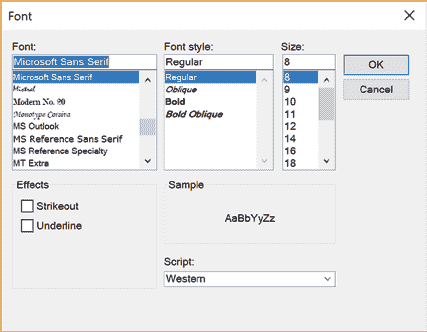 Font
Font: Font style: Size:
Microsoft Sans Serif Regular 8
Microsoft Sans Serif Regular 8
Mistral Oblique 9
Modern No. 20 Bold 10
Monotype Corsiva Bold Oblique 11
MS Outlook 12
MS Reference Sans Serif 14
MS Reference Specialty 16
MT Extra 18
OK
Cancel
Effects
Strikeout
Underline
Sample
AaBbYyZz
Script:
Western